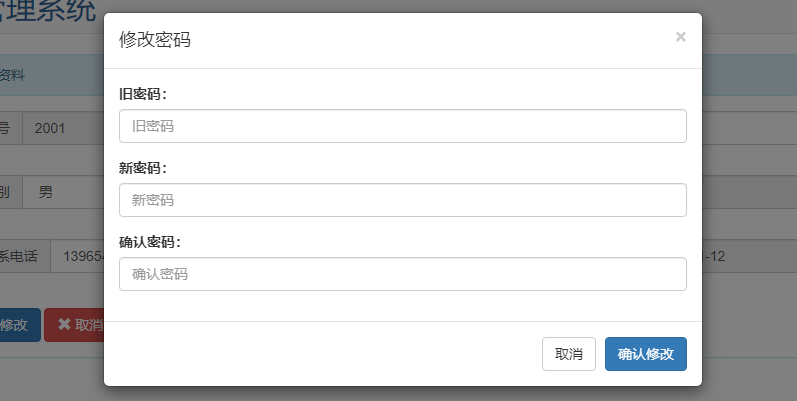 管理系统
修改密码 ×
资料
旧密码：
旧密码
号 2001
新密码：
新密码
别 男
确认密码：
系电话 13965
确认密码
-12
修改 取消
取消 确认修改